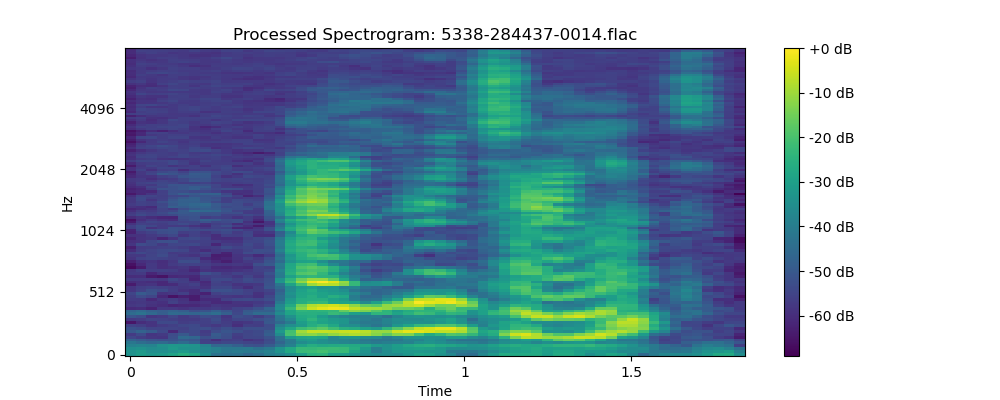 Processed Spectrogram: 5338-284437-0014.flac
Hz
4096
2048
1024
512
0
0
0.5
1
1.5
Time
+0 dB
-10 dB
-20 dB
-30 dB
-40 dB
-50 dB
-60 dB